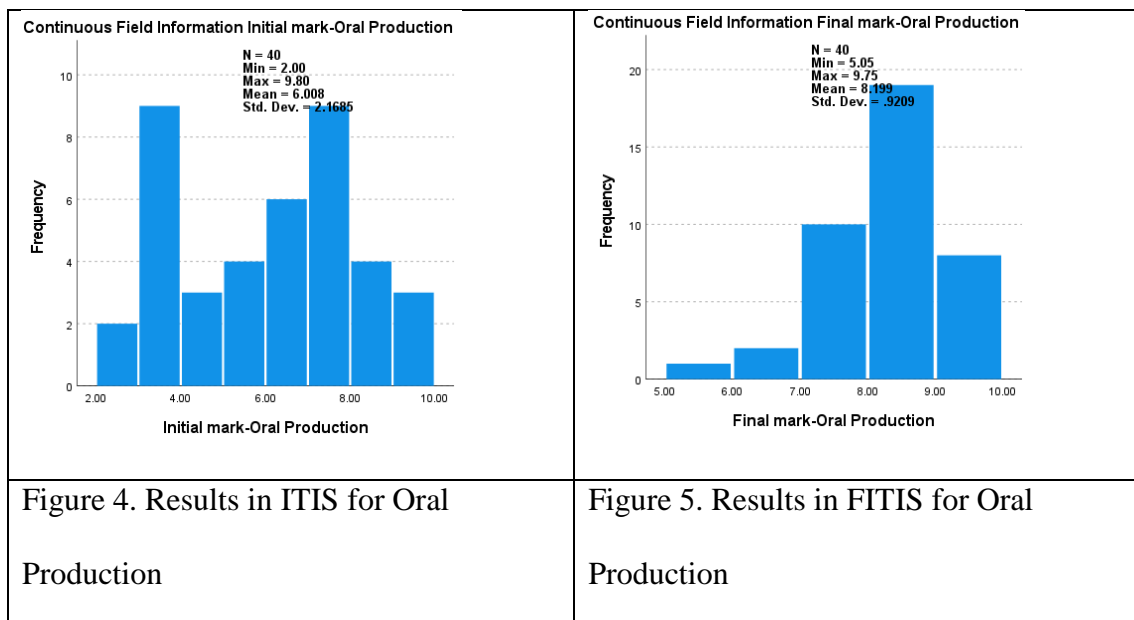 Continuous Field Information Initial mark-Oral Production
N = 40
Min = 2.00
Max = 9.80
Mean = 6.008
Std. Dev. = 2.1685
10
8
6
4
2
0
Frequency
2.00 4.00 6.00 8.00 10.00
Initial mark-Oral Production
Figure 4. Results in ITIS for Oral
Production
Continuous Field Information Final mark-Oral Production
N = 40
Min = 5.05
Max = 9.75
Mean = 8.199
Std. Dev. = .9209
20
15
10
5
0
Frequency
5.00 6.00 7.00 8.00 9.00 10.00
Final mark-Oral Production
Figure 5. Results in FITIS for Oral
Production